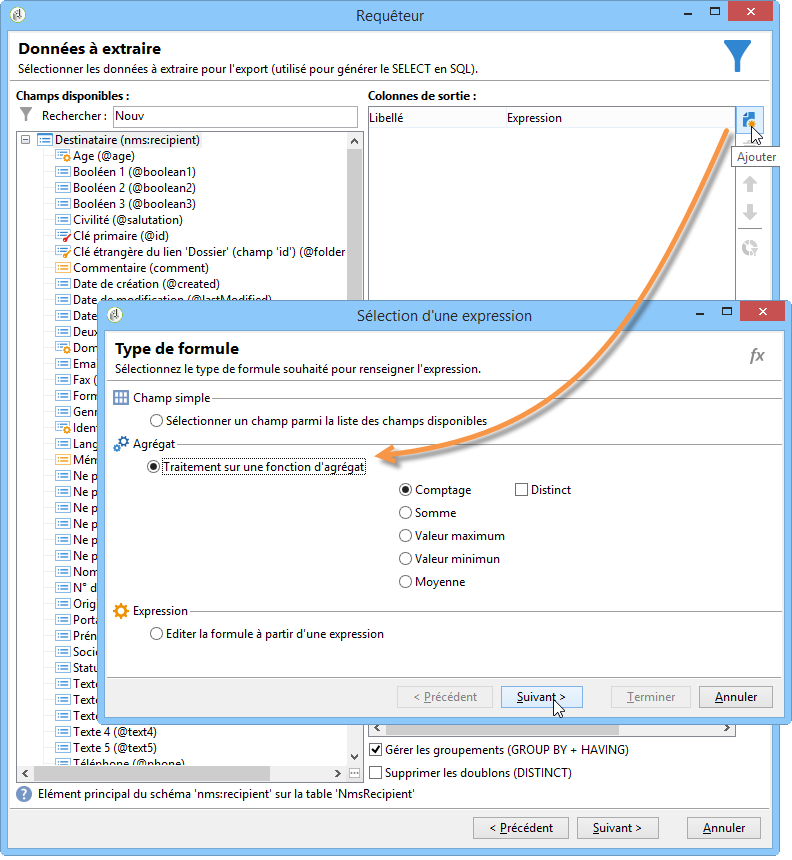 Requêteur
Données à extraire
Sélectionner les données à extraire pour l'export (utilisé pour générer le SELECT en SQL).
Champs disponibles :
Rechercher : Nouv
Destinataire (nms:recipient)
Age (@age)
Booléen 1 (@boolean1)
Booléen 2 (@boolean2)
Booléen 3 (@boolean3)
Civilité (@salutation)
Clé primaire (@id)
Clé étrangère du lien 'Dossier' (champ 'id') (@folder
Commentaire (comment)
Date de création (@created)
Date de modification (@lastModified)
Date
Deux
Dom
Ema
Fax (
Form
Genr
Iden
Lang
Mém
Ne p
Ne p
Ne p
Ne p
Ne p
Ne p
Nom
N° d
Orig
Porta
Prén
Socié
Statu
Texte
Texte
Texte
Texte 4 (@text4)
Texte 5 (@text5)
Téléphone (@phone)
Colonnes de sortie :
Libellé Expression
Ajouter
Sélection d'une expression
Type de formule
Sélectionnez le type de formule souhaité pour renseigner l'expression.
fx
Champ simple
Sélectionner un champ parmi la liste des champs disponibles
Agrégat
Traitement sur une fonction d'agrégat
Comptage Distinct
Somme
Valeur maximum
Valeur minimun
Moyenne
Expression
Editer la formule à partir d'une expression
< Précédent Suivant > Terminer Annuler
Gérer les groupements (GROUP BY + HAVING)
Supprimer les doublons (DISTINCT)
Elément principal du schéma 'nms:recipient' sur la table 'NmsRecipient'
< Précédent Suivant > Annuler